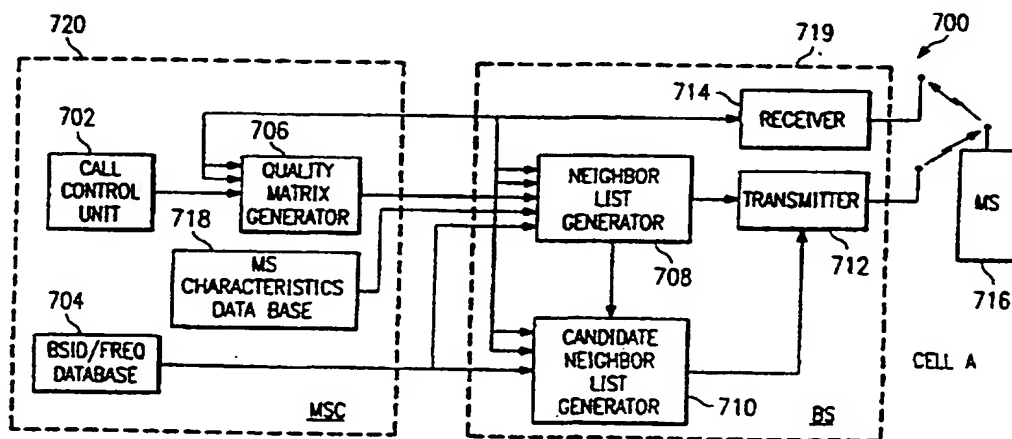 720
719
700
702
CALL
CONTROL
UNIT
706
QUALITY
MATRIX
GENERATOR
718
MS
CHARACTERISTICS
DATA BASE
704
BSID/FREQ
DATABASE
MSC
714
RECEIVER
NEIGHBOR
LIST
GENERATOR
708
TRANSMITTER
712
CANDIDATE
NEIGHBOR
LIST
GENERATOR
710
BS
MS
716
CELL A